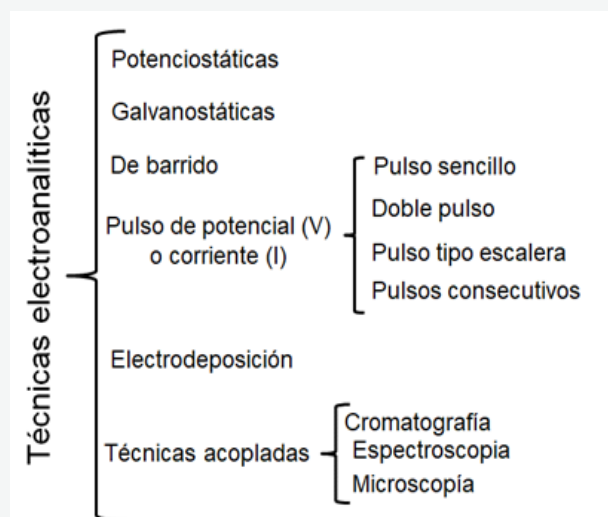 Técnicas electroanalíticas
Potenciostáticas
Galvanostáticas
De barrido
Pulso de potencial (V)
o corriente (I)
Pulso sencillo
Doble pulso
Pulso tipo escalera
Pulsos consecutivos
Electrodeposición
Técnicas acopladas
Cromatografía
Espectroscopia
Microscopía